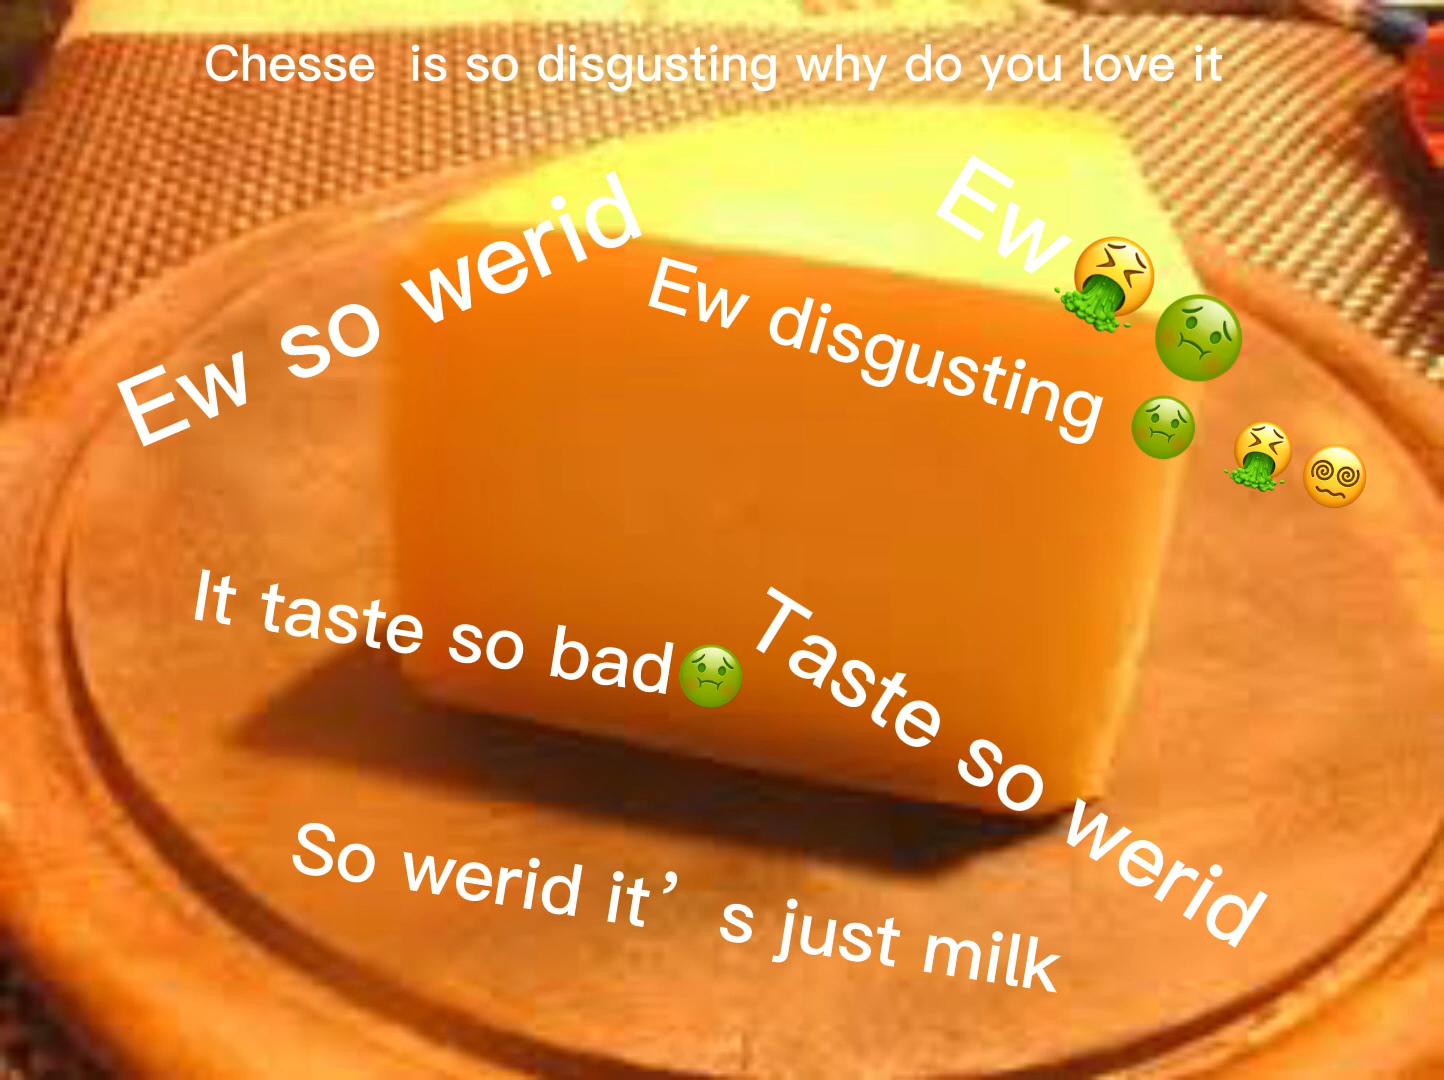 Chesse  is so disgusting why do you love it
Ew so werid
Ew🤮🤢
Ew disgusting 🤢 🤮😵‍💫
It taste so bad🤢
Taste so werid
So werid it’s just milk